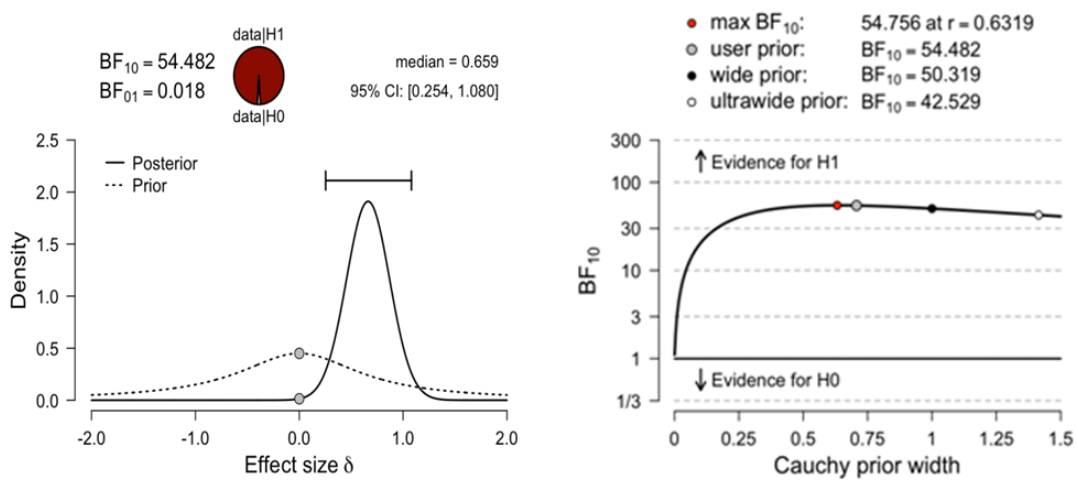 data|H1
BF₁₀ = 54.482
BF₀₁ = 0.018
data|H0
median = 0.659
95% CI: [0.254, 1.080]
Posterior
Prior
2.5
2.0
1.5
1.0
0.5
0.0
Density
-2.0 -1.0 0.0 1.0 2.0
Effect size δ
max BF₁₀: 54.756 at r = 0.6319
user prior: BF₁₀ = 54.482
wide prior: BF₁₀ = 50.319
ultrawide prior: BF₁₀ = 42.529
300
100
30
10
3
1
1/3
BF₁₀
↑ Evidence for H1
↓ Evidence for H0
0 0.25 0.5 0.75 1 1.25 1.5
Cauchy prior width